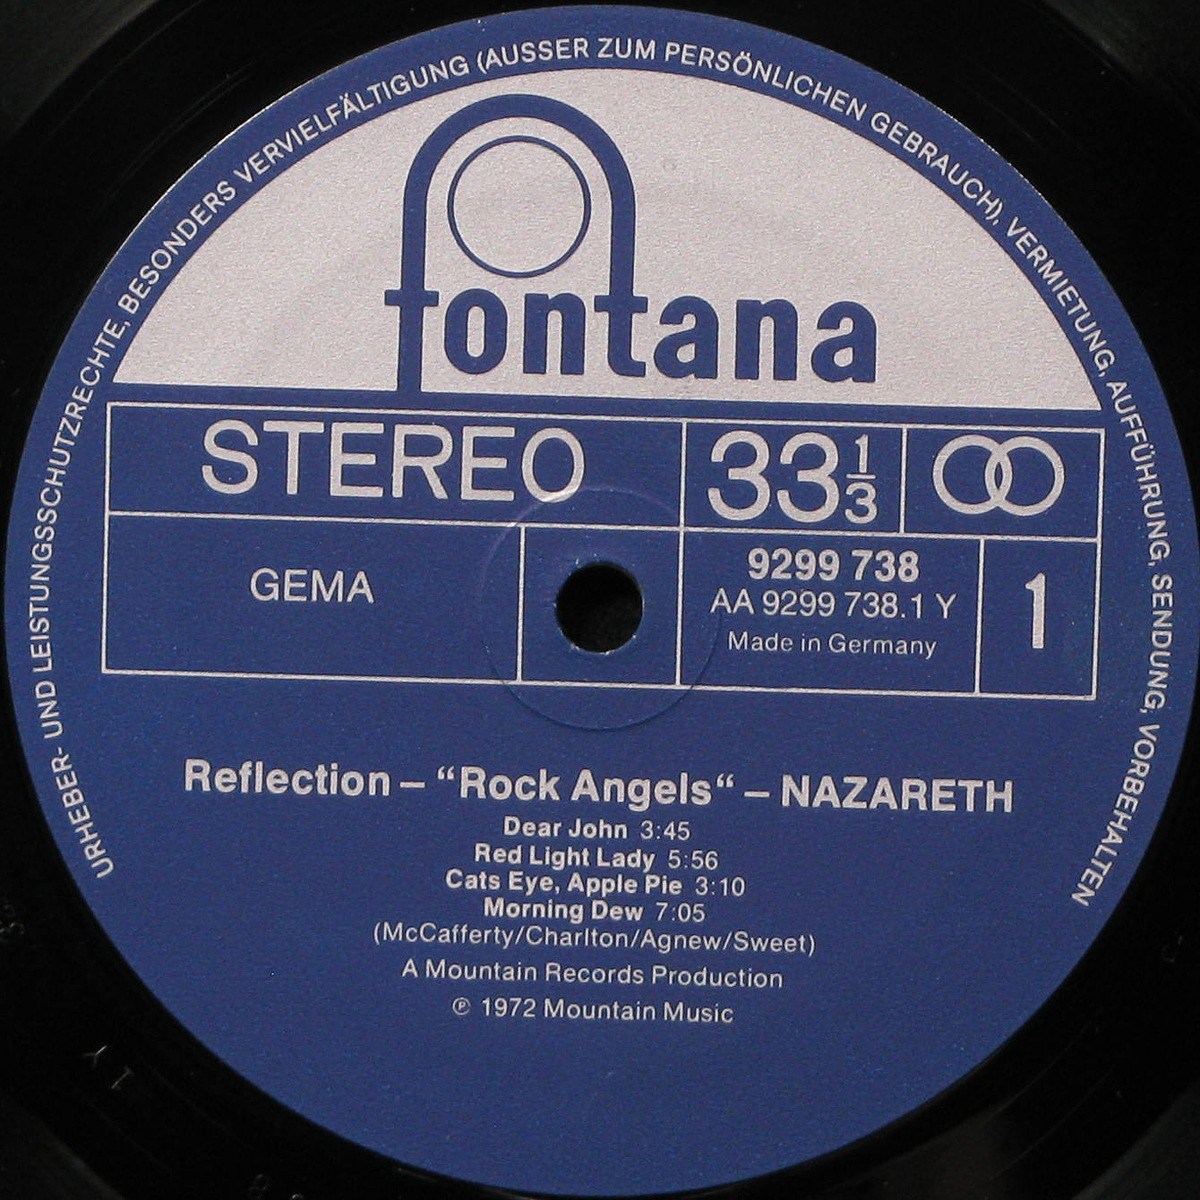 URHEBER- UND LEISTUNGSSCHUTZRECHTE, BESONDERS VERVIELFÄLTIGUNG (AUSSER ZUM PERSÖNLICHEN GEBRAUCH), VERMIETUNG, AUFFÜHRUNG, SENDUNG, VORBEHALTEN
fontana
STEREO
33 1/3
GEMA
9299 738
AA 9299 738.1 Y
Made in Germany
1
Reflection – “Rock Angels“ – NAZARETH
Dear John 3:45
Red Light Lady 5:56
Cats Eye, Apple Pie 3:10
Morning Dew 7:05
(McCafferty/Charlton/Agnew/Sweet)
A Mountain Records Production
℗ 1972 Mountain Music